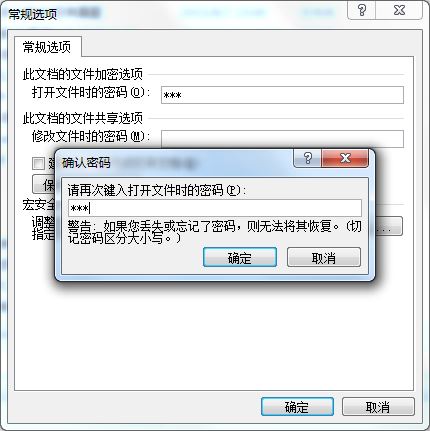 常规选项
常规选项
此文档的文件加密选项
打开文件时的密码(O): ***
此文档的文件共享选项
修改文件时的密码(M):
确认密码
请再次键入打开文件时的密码(P):
***
警告: 如果您丢失或忘记了密码，则无法将其恢复。(切
记密码区分大小写。)
确定 取消
宏安全
调整
指定
确定 取消